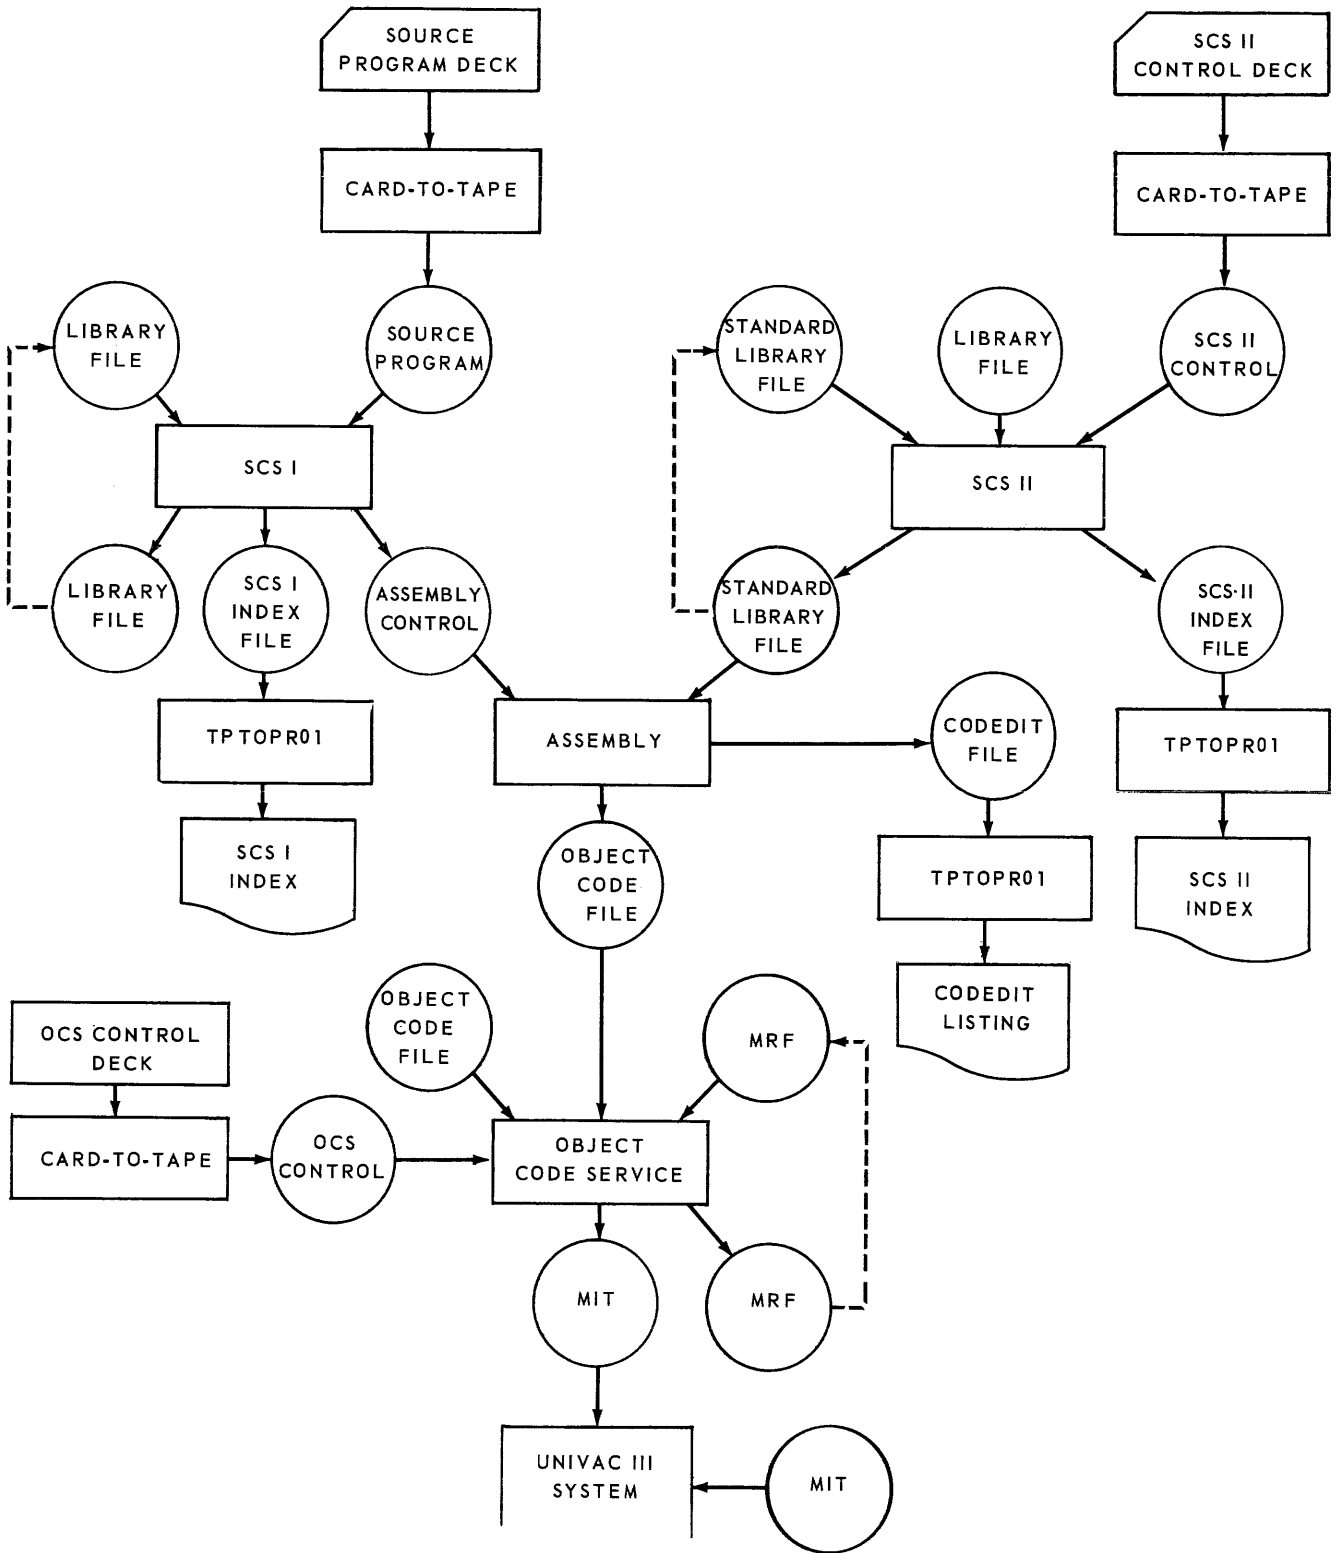 SOURCE
PROGRAM DECK
SCS II
CONTROL DECK
CARD-TO-TAPE
CARD-TO-TAPE
LIBRARY
FILE
SOURCE
PROGRAM
STANDARD
LIBRARY
FILE
LIBRARY
FILE
SCS II
CONTROL
SCS I
SCS II
LIBRARY
FILE
SCS I
INDEX
FILE
ASSEMBLY
CONTROL
STANDARD
LIBRARY
FILE
SCS·II
INDEX
FILE
TPTOPR01
ASSEMBLY
CODEDIT
FILE
TPTOPR01
SCS I
INDEX
OBJECT
CODE
FILE
TPTOPR01
SCS II
INDEX
OBJECT
CODE
FILE
MRF
CODEDIT
LISTING
OCS CONTROL
DECK
CARD-TO-TAPE
OCS
CONTROL
OBJECT
CODE SERVICE
MIT
MRF
UNIVAC III
SYSTEM
MIT